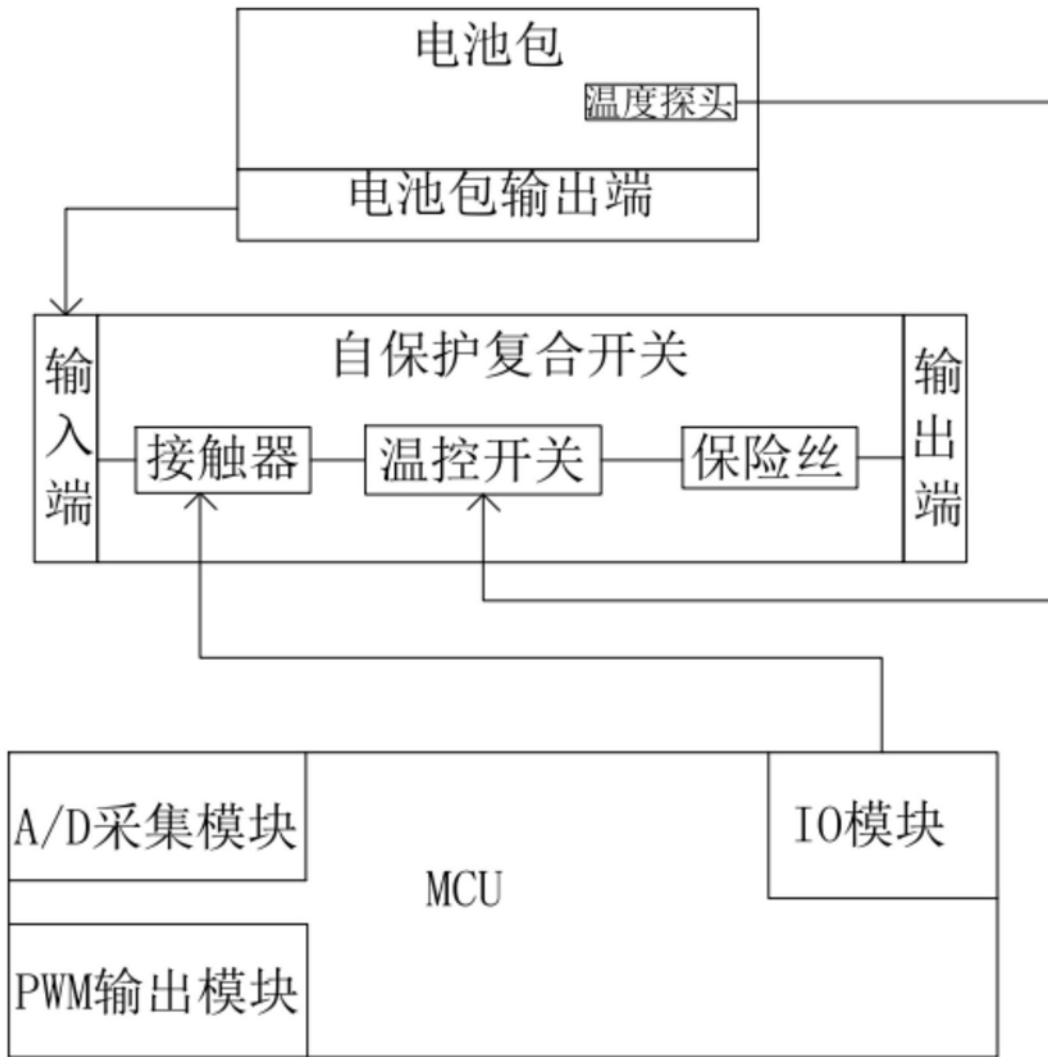 电池包
温度探头
电池包输出端
输入端
自保护复合开关
输出端
接触器
温控开关
保险丝
A/D采集模块
IO模块
MCU
PWM输出模块